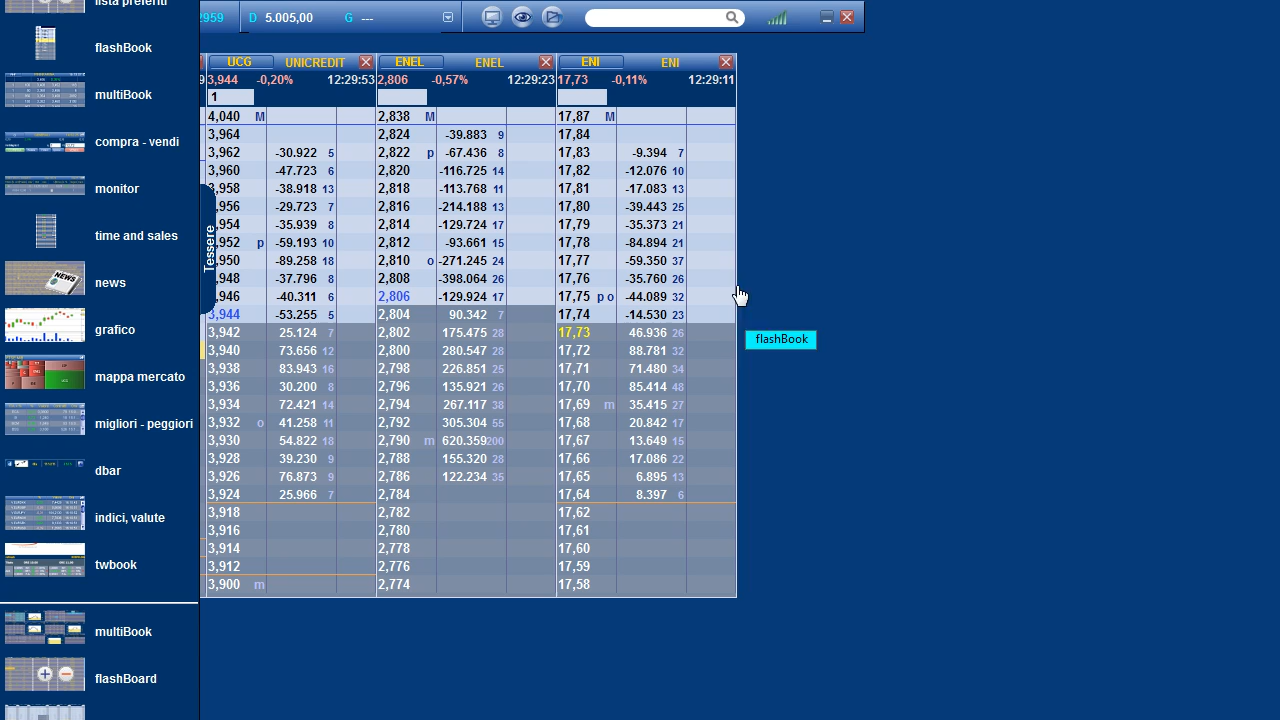 lista preferiti
flashBook
multiBook
compra - vendi
monitor
time and sales
news
NEWS
grafico
mappa mercato
migliori - peggiori
dbar
indici, valute
twbook
multiBook
flashBoard
Tessere
2959 D 5.005,00 G ---
UCG UNICREDIT ENEL ENEL ENI ENI
9 3,944 -0,20% 12:29:53 2,806 -0,57% 12:29:23 17,73 -0,11% 12:29:11
1
4,040 M 2,838 M 17,87 M
3,964 2,824 -39.883 9 17,84
3,962 -30.922 5 2,822 p -67.436 8 17,83 -9.394 7
3,960 -47.723 6 2,820 -116.725 14 17,82 -12.076 10
,958 -38.918 13 2,818 -113.768 11 17,81 -17.083 13
,956 -29.723 7 2,816 -214.188 13 17,80 -39.443 25
,954 -35.939 8 2,814 -129.724 17 17,79 -35.373 21
,952 p -59.193 10 2,812 -93.661 15 17,78 -84.894 21
,950 -89.258 18 2,810 o -271.245 24 17,77 -59.350 37
,948 -37.796 8 2,808 -398.094 26 17,76 -35.760 26
,946 -40.311 6 2,806 -129.924 17 17,75 p o -44.089 32
3,944 -53.255 5 2,804 90.342 7 17,74 -14.530 23
3,942 25.124 7 2,802 175.475 28 17,73 46.936 26
3,940 73.656 12 2,800 280.547 28 17,72 88.781 32
3,938 83.943 16 2,798 226.851 25 17,71 71.480 34
3,936 30.200 8 2,796 135.921 26 17,70 85.414 48
3,934 72.421 14 2,794 267.117 38 17,69 m 35.415 27
3,932 o 41.258 11 2,792 305.304 55 17,68 20.842 17
3,930 54.822 18 2,790 m 620.359 200 17,67 13.649 15
3,928 39.230 9 2,788 155.320 28 17,66 17.086 22
3,926 76.873 9 2,786 122.234 35 17,65 6.895 13
3,924 25.966 7 2,784 17,64 8.397 6
3,918 2,782 17,62
3,916 2,780 17,61
3,914 2,778 17,60
3,912 2,776 17,59
3,900 m 2,774 17,58
flashBook